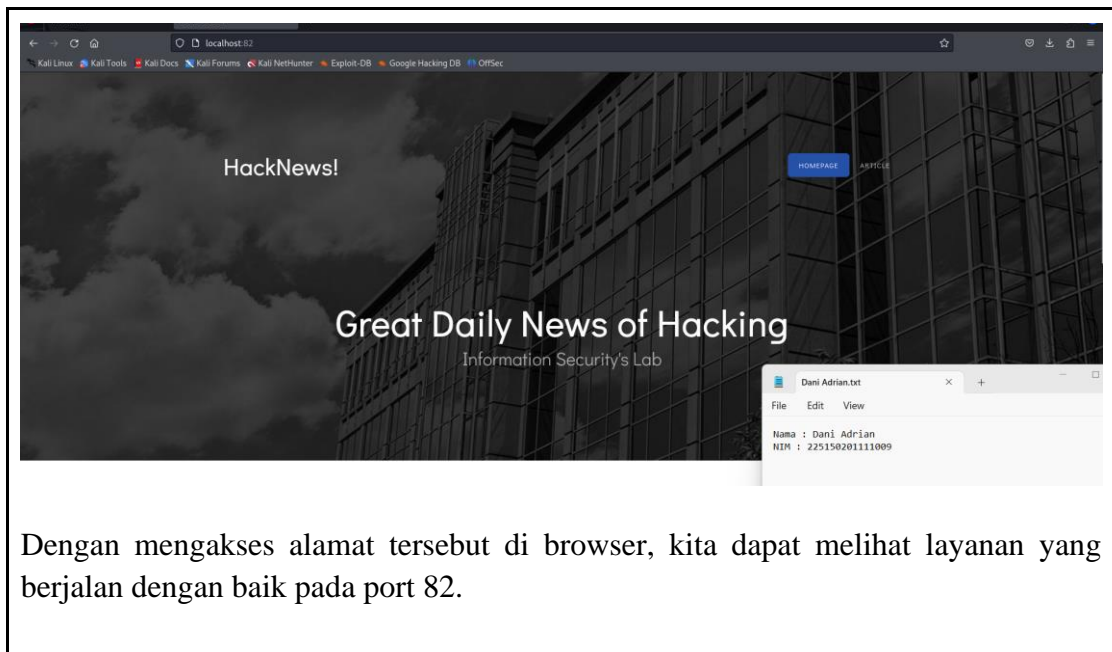 localhost:82
Kali Linux Kali Tools Kali Docs Kali Forums Kali NetHunter Exploit-DB Google Hacking DB OffSec
HackNews!
HOMEPAGE ARTICLE
Great Daily News of Hacking
Information Security's Lab
Dani Adrian.txt
File Edit View
Nama : Dani Adrian
NIM : 225150201111009
Dengan mengakses alamat tersebut di browser, kita dapat melihat layanan yang
berjalan dengan baik pada port 82.